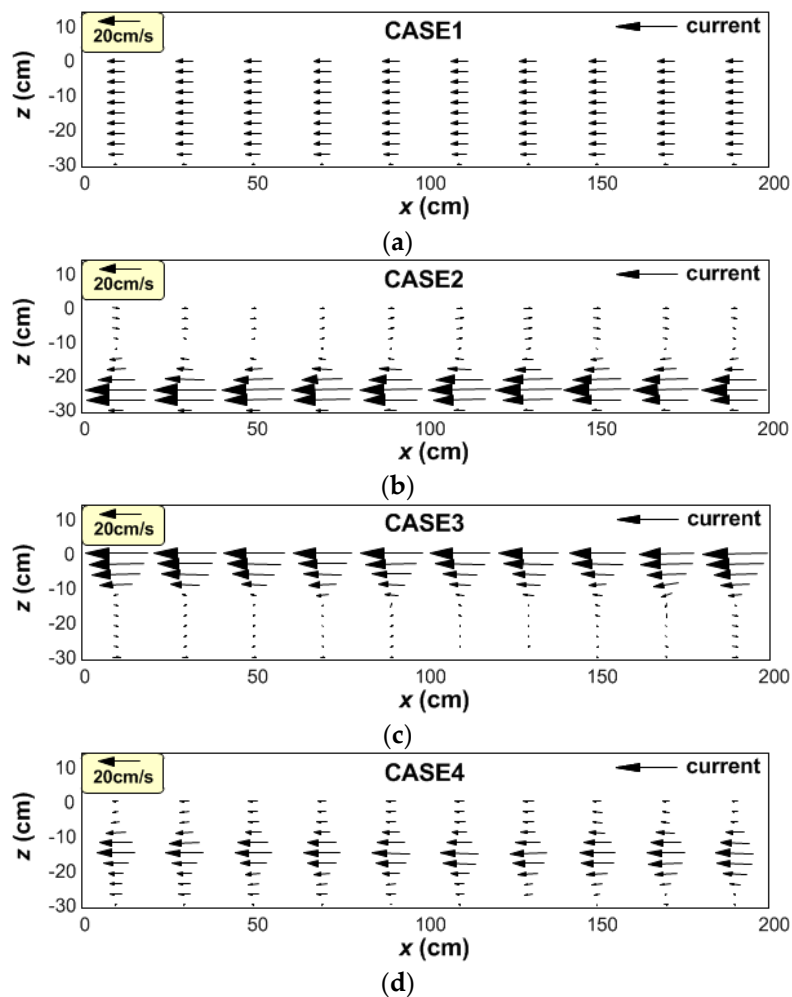 10 20cm/s CASE1 current
0
-10
-20
-30
z (cm)
0 50 100 150 200
x (cm)
(a)
10 20cm/s CASE2 current
0
-10
-20
-30
z (cm)
0 50 100 150 200
x (cm)
(b)
10 20cm/s CASE3 current
0
-10
-20
-30
z (cm)
0 50 100 150 200
x (cm)
(c)
10 20cm/s CASE4 current
0
-10
-20
-30
z (cm)
0 50 100 150 200
x (cm)
(d)